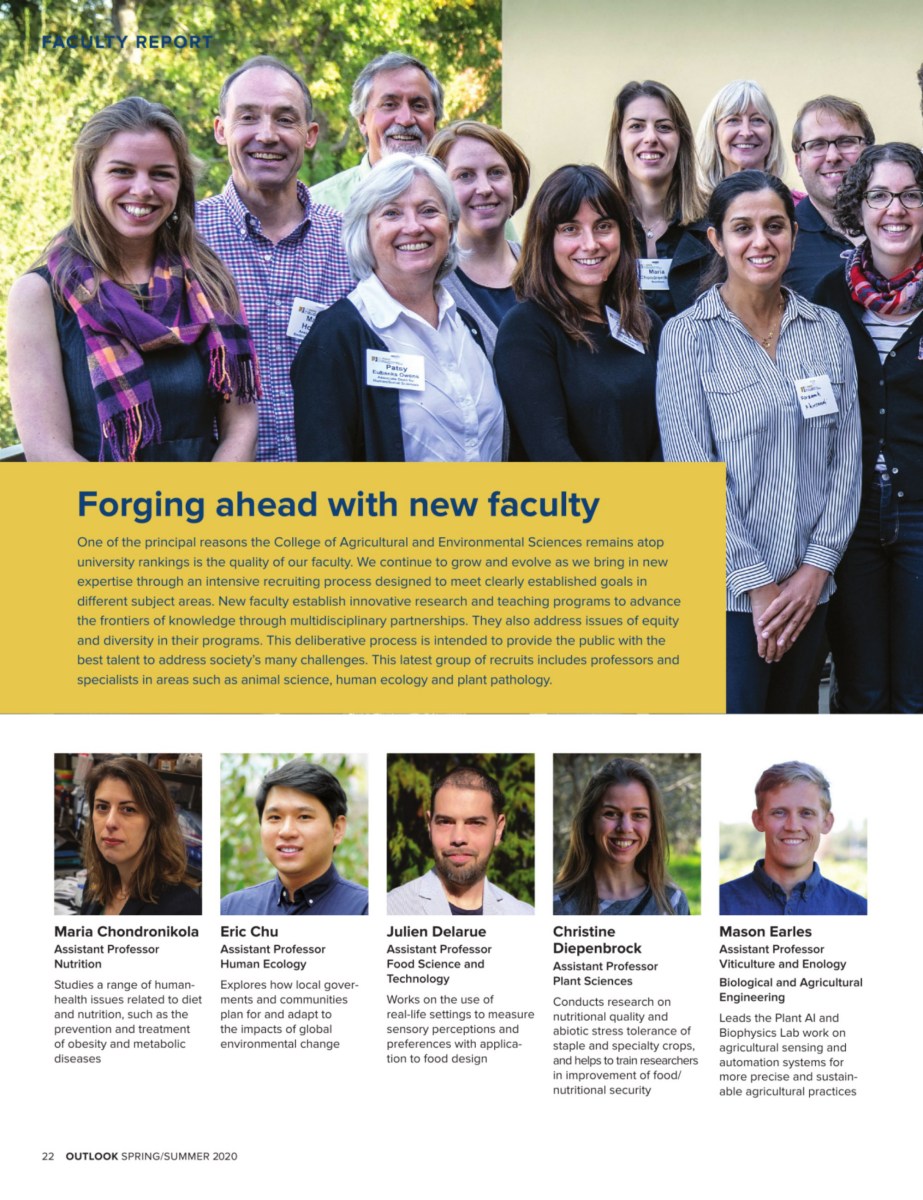 FACULTY REPORT
Maria
Patsy
Eubanks Owens
Forging ahead with new faculty
One of the principal reasons the College of Agricultural and Environmental Sciences remains atop
university rankings is the quality of our faculty. We continue to grow and evolve as we bring in new
expertise through an intensive recruiting process designed to meet clearly established goals in
different subject areas. New faculty establish innovative research and teaching programs to advance
the frontiers of knowledge through multidisciplinary partnerships. They also address issues of equity
and diversity in their programs. This deliberative process is intended to provide the public with the
best talent to address society’s many challenges. This latest group of recruits includes professors and
specialists in areas such as animal science, human ecology and plant pathology.
Maria Chondronikola
Assistant Professor
Nutrition
Studies a range of human-
health issues related to diet
and nutrition, such as the
prevention and treatment
of obesity and metabolic
diseases
Eric Chu
Assistant Professor
Human Ecology
Explores how local gover-
ments and communities
plan for and adapt to
the impacts of global
environmental change
Julien Delarue
Assistant Professor
Food Science and
Technology
Works on the use of
real-life settings to measure
sensory perceptions and
preferences with applica-
tion to food design
Christine
Diepenbrock
Assistant Professor
Plant Sciences
Conducts research on
nutritional quality and
abiotic stress tolerance of
staple and specialty crops,
and helps to train researchers
in improvement of food/
nutritional security
Mason Earles
Assistant Professor
Viticulture and Enology
Biological and Agricultural
Engineering
Leads the Plant AI and
Biophysics Lab work on
agricultural sensing and
automation systems for
more precise and sustain-
able agricultural practices
22 OUTLOOK SPRING/SUMMER 2020